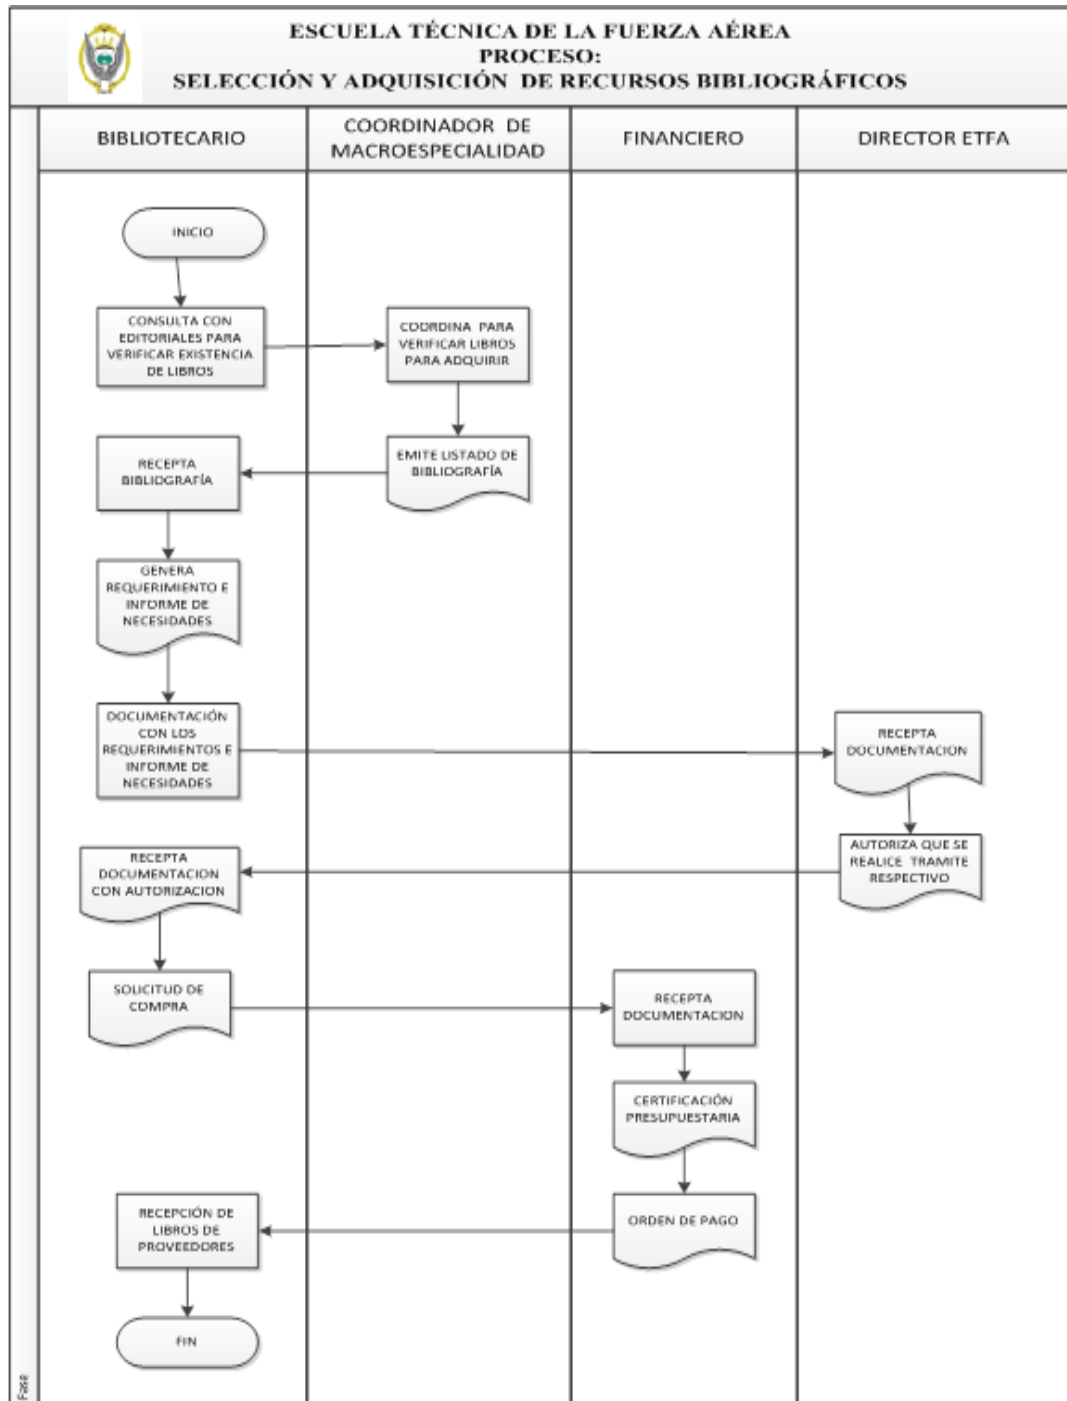 ESCUELA TÉCNICA DE LA FUERZA AÉREA
PROCESO:
SELECCIÓN Y ADQUISICIÓN DE RECURSOS BIBLIOGRÁFICOS
BIBLIOTECARIO
COORDINADOR DE
MACROESPECIALIDAD
FINANCIERO
DIRECTOR ETFA
INICIO
CONSULTA CON
EDITORIALES PARA
VERIFICAR EXISTENCIA
DE LIBROS
COORDINA PARA
VERIFICAR LIBROS
PARA ADQUIRIR
EMITE LISTADO DE
BIBLIOGRAFÍA
RECEPTA
BIBLIOGRAFÍA
GENERA
REQUERIMIENTO E
INFORME DE
NECESIDADES
DOCUMENTACIÓN
CON LOS
REQUERIMIENTOS E
INFORME DE
NECESIDADES
RECEPTA
DOCUMENTACION
AUTORIZA QUE SE
REALICE TRAMITE
RESPECTIVO
RECEPTA
DOCUMENTACION
CON AUTORIZACION
SOLICITUD DE
COMPRA
RECEPTA
DOCUMENTACION
CERTIFICACIÓN
PRESUPUESTARIA
ORDEN DE PAGO
RECEPCIÓN DE
LIBROS DE
PROVEEDORES
FIN
Fase